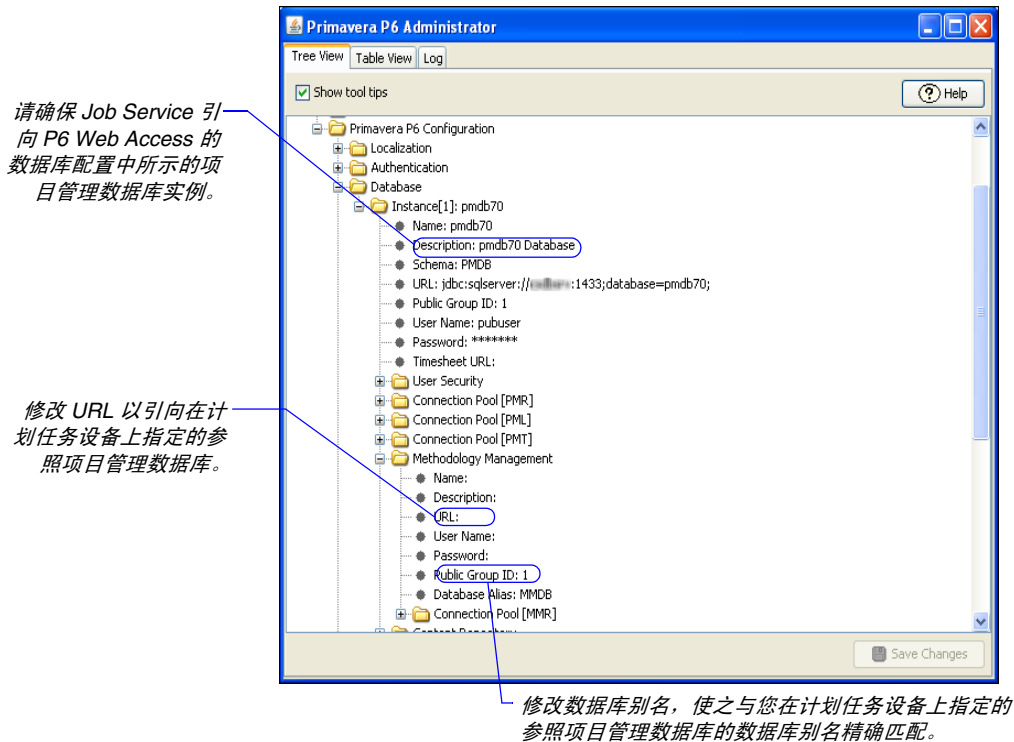 Primavera P6 Administrator
Tree View Table View Log
Show tool tips
Help
Primavera P6 Configuration
Localization
Authentication
Database
Instance[1]: pmdb70
Name: pmdb70
Description: pmdb70 Database
Schema: PMDB
URL: jdbc:sqlserver:// :1433;database=pmdb70;
Public Group ID: 1
User Name: pubuser
Password: *******
Timesheet URL:
User Security
Connection Pool [PMR]
Connection Pool [PML]
Connection Pool [PMT]
Methodology Management
Name:
Description:
URL:
User Name:
Password:
Public Group ID: 1
Database Alias: MMDB
Connection Pool [MMR]
Save Changes
请确保 Job Service 引
向 P6 Web Access 的
数据库配置中所示的项
目管理数据库实例。
修改 URL 以引向在计
划任务设备上指定的参
照项目管理数据库。
修改数据库别名，使之与您在计划任务设备上指定的
参照项目管理数据库的数据库别名精确匹配。